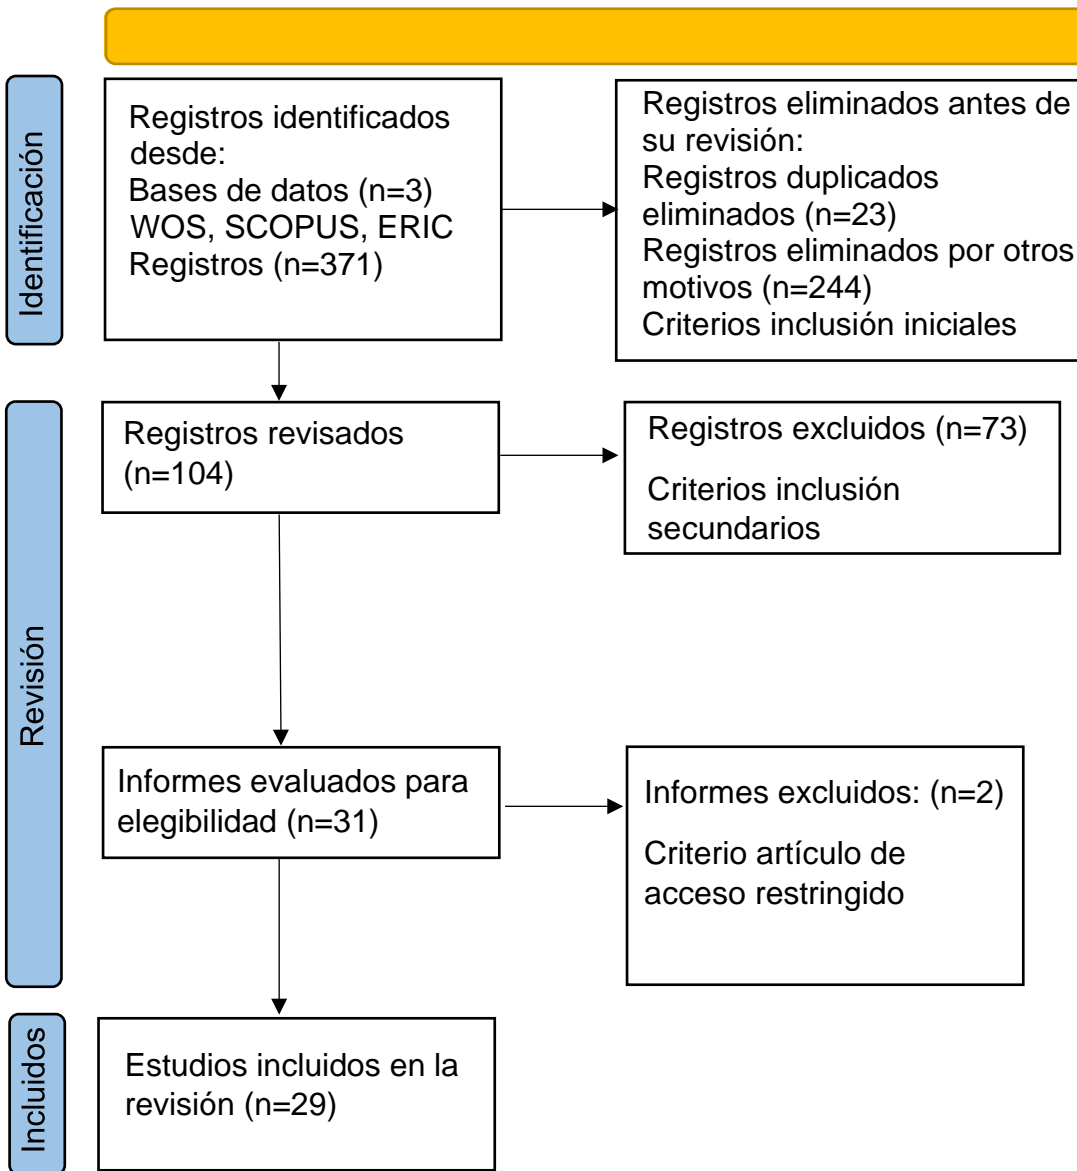 Identificación
Registros identificados
desde:
Bases de datos (n=3)
WOS, SCOPUS, ERIC
Registros (n=371)
Registros eliminados antes de
su revisión:
Registros duplicados
eliminados (n=23)
Registros eliminados por otros
motivos (n=244)
Criterios inclusión iniciales
Revisión
Registros revisados
(n=104)
Registros excluidos (n=73)
Criterios inclusión
secundarios
Informes evaluados para
elegibilidad (n=31)
Informes excluidos: (n=2)
Criterio artículo de
acceso restringido
Incluidos
Estudios incluidos en la
revisión (n=29)